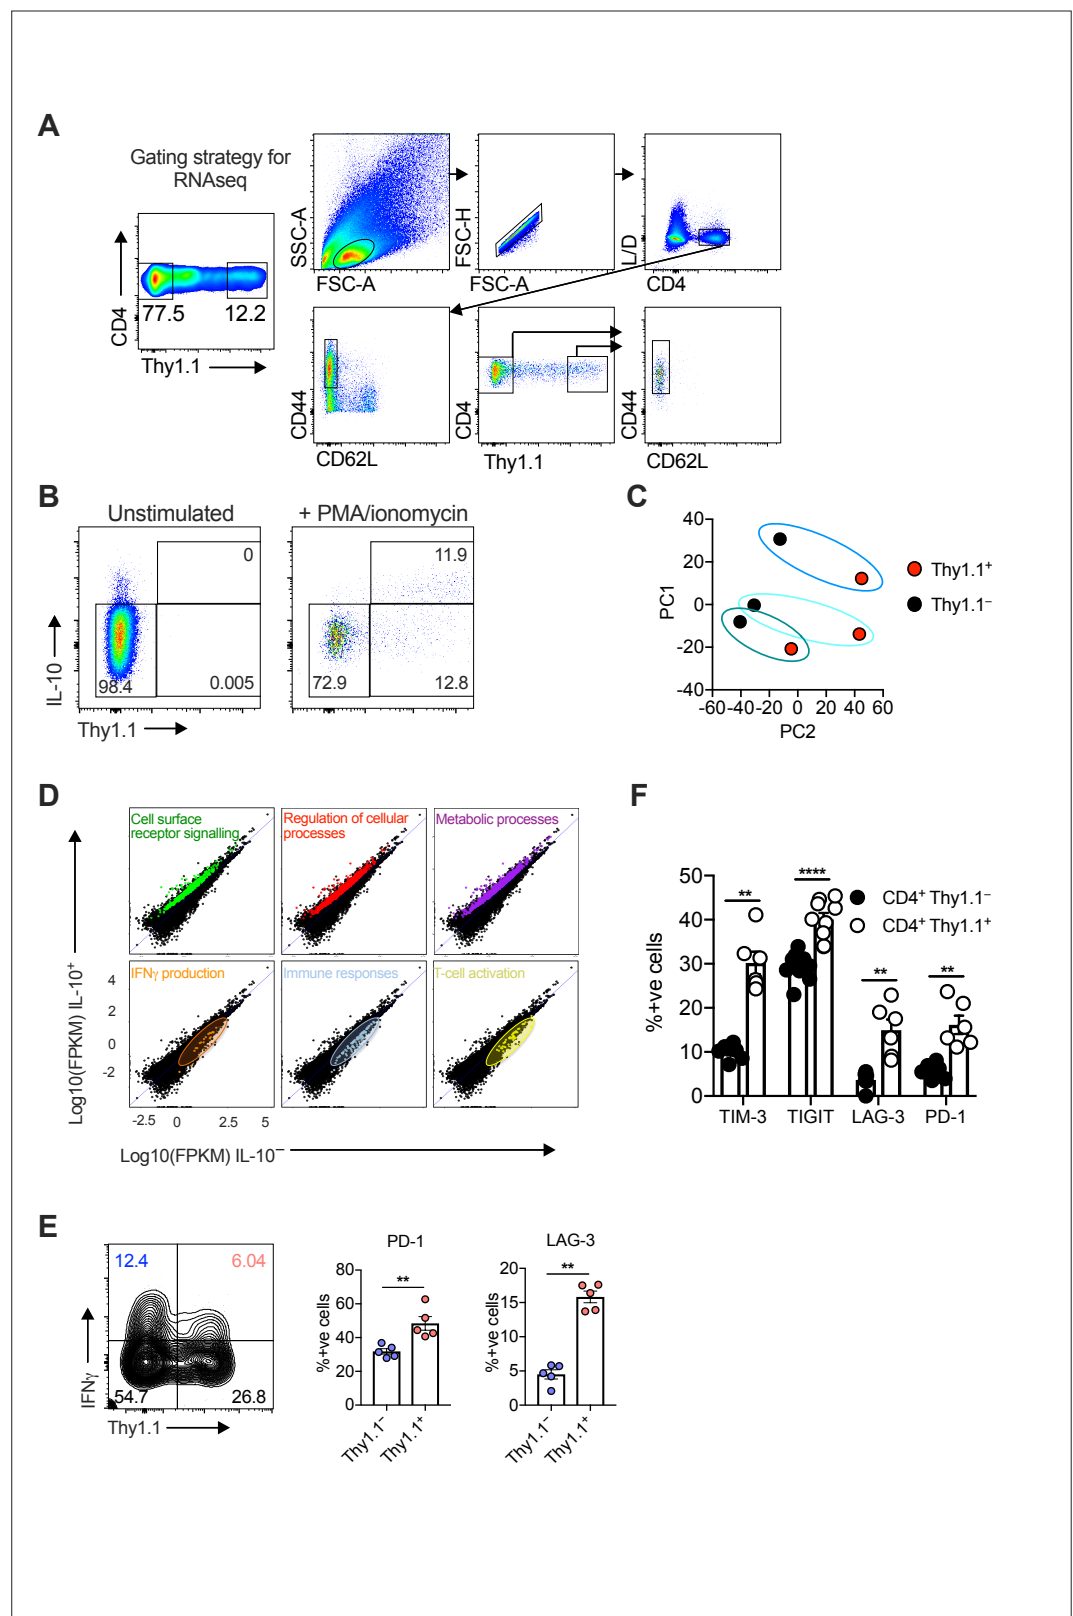 A
Gating strategy for
RNAseq
CD4
77.5
12.2
Thy1.1
SSC-A
FSC-A
FSC-H
FSC-A
L/D
CD4
CD44
CD62L
CD4
Thy1.1
CD44
CD62L
B
Unstimulated
+ PMA/ionomycin
0
98.4
0.005
11.9
72.9
12.8
IL-10
Thy1.1
C
40
20
0
-20
-40
PC1
-60 -40 -20 0 20 40 60
PC2
Thy1.1⁺
Thy1.1⁻
D
Cell surface
receptor signalling
Regulation of cellular
processes
Metabolic processes
IFNγ production
Immune responses
T-cell activation
4
2
0
-2
-2.5 0 2.5 5
Log10(FPKM) IL-10⁺
Log10(FPKM) IL-10⁻
F
50
40
30
20
10
0
%+ve cells
**
****
**
**
CD4⁺ Thy1.1⁻
CD4⁺ Thy1.1⁺
TIM-3
TIGIT
LAG-3
PD-1
E
12.4
6.04
54.7
26.8
IFNγ
Thy1.1
PD-1
80
60
40
20
0
%+ve cells
**
Thy1.1⁻
Thy1.1⁺
LAG-3
20
15
10
5
0
%+ve cells
**
Thy1.1⁻
Thy1.1⁺